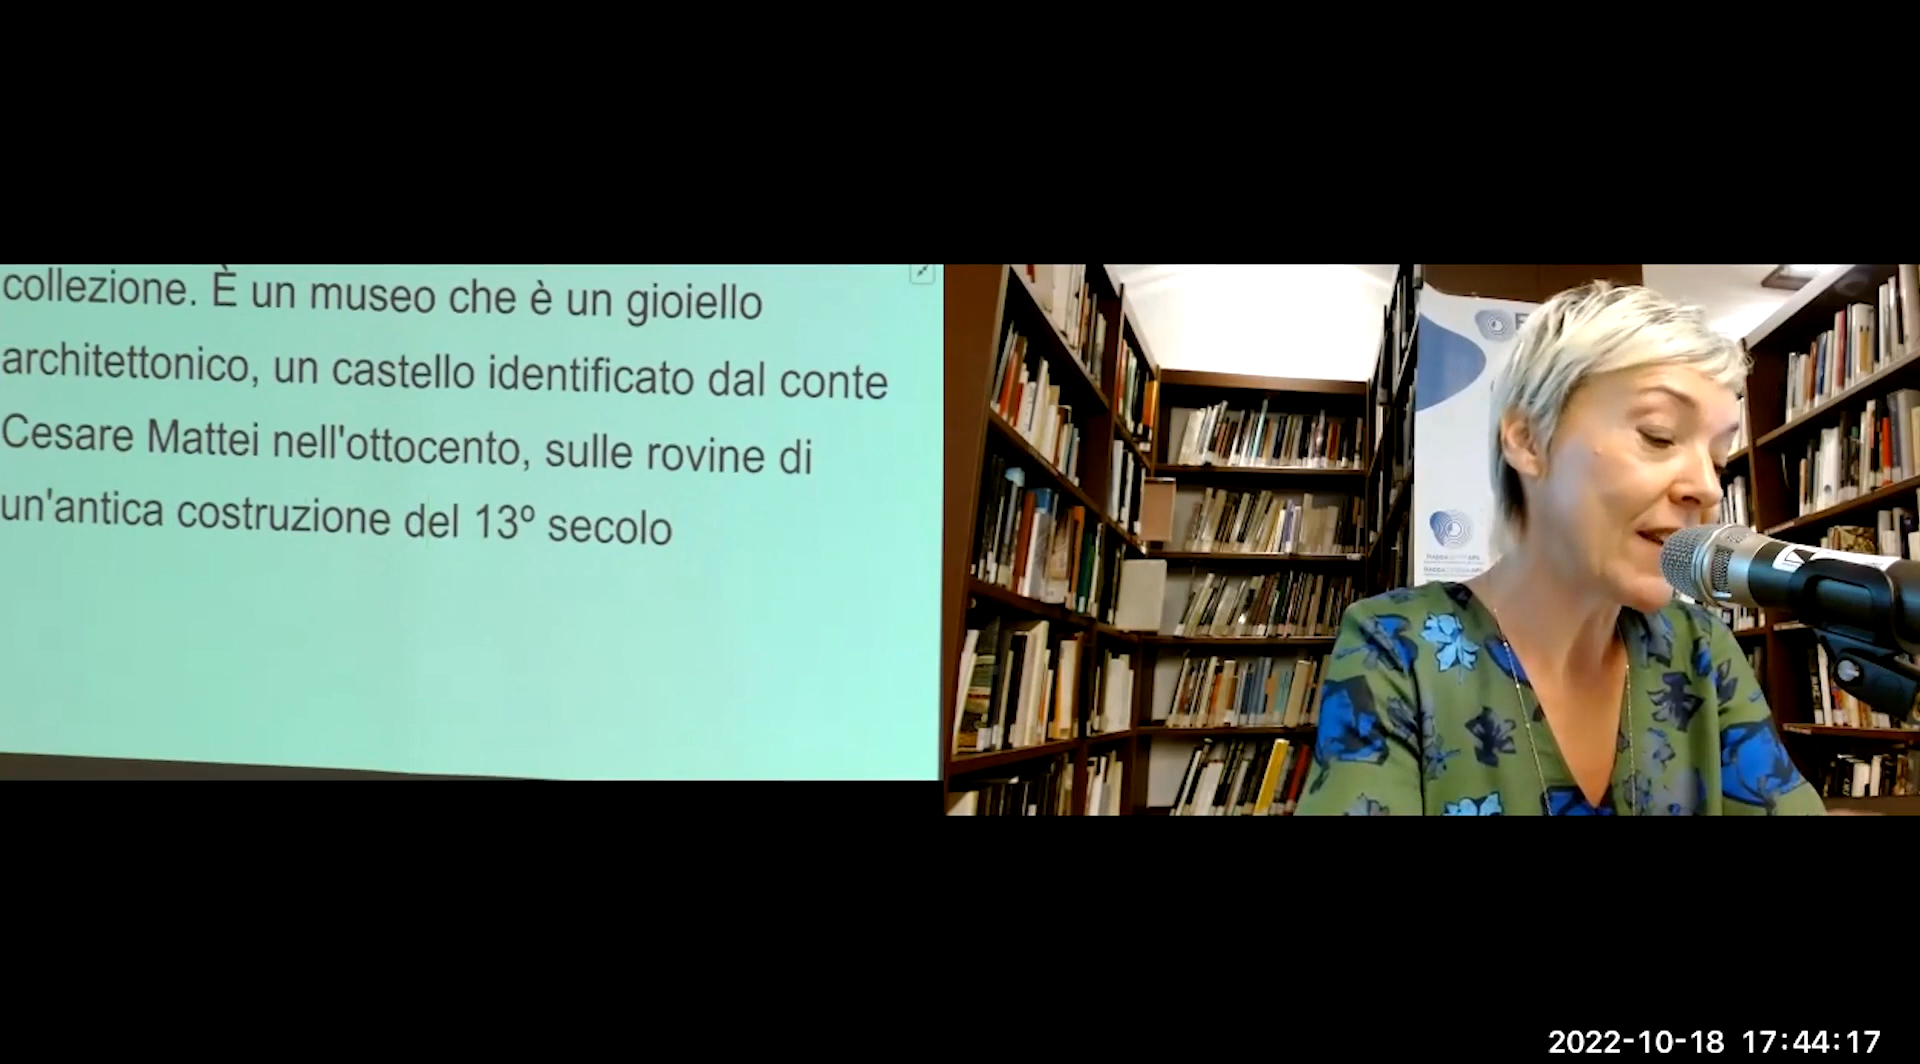 collezione. È un museo che è un gioiello
architettonico, un castello identificato dal conte
Cesare Mattei nell'ottocento, sulle rovine di
un'antica costruzione del 13º secolo
2022-10-18 17:44:17